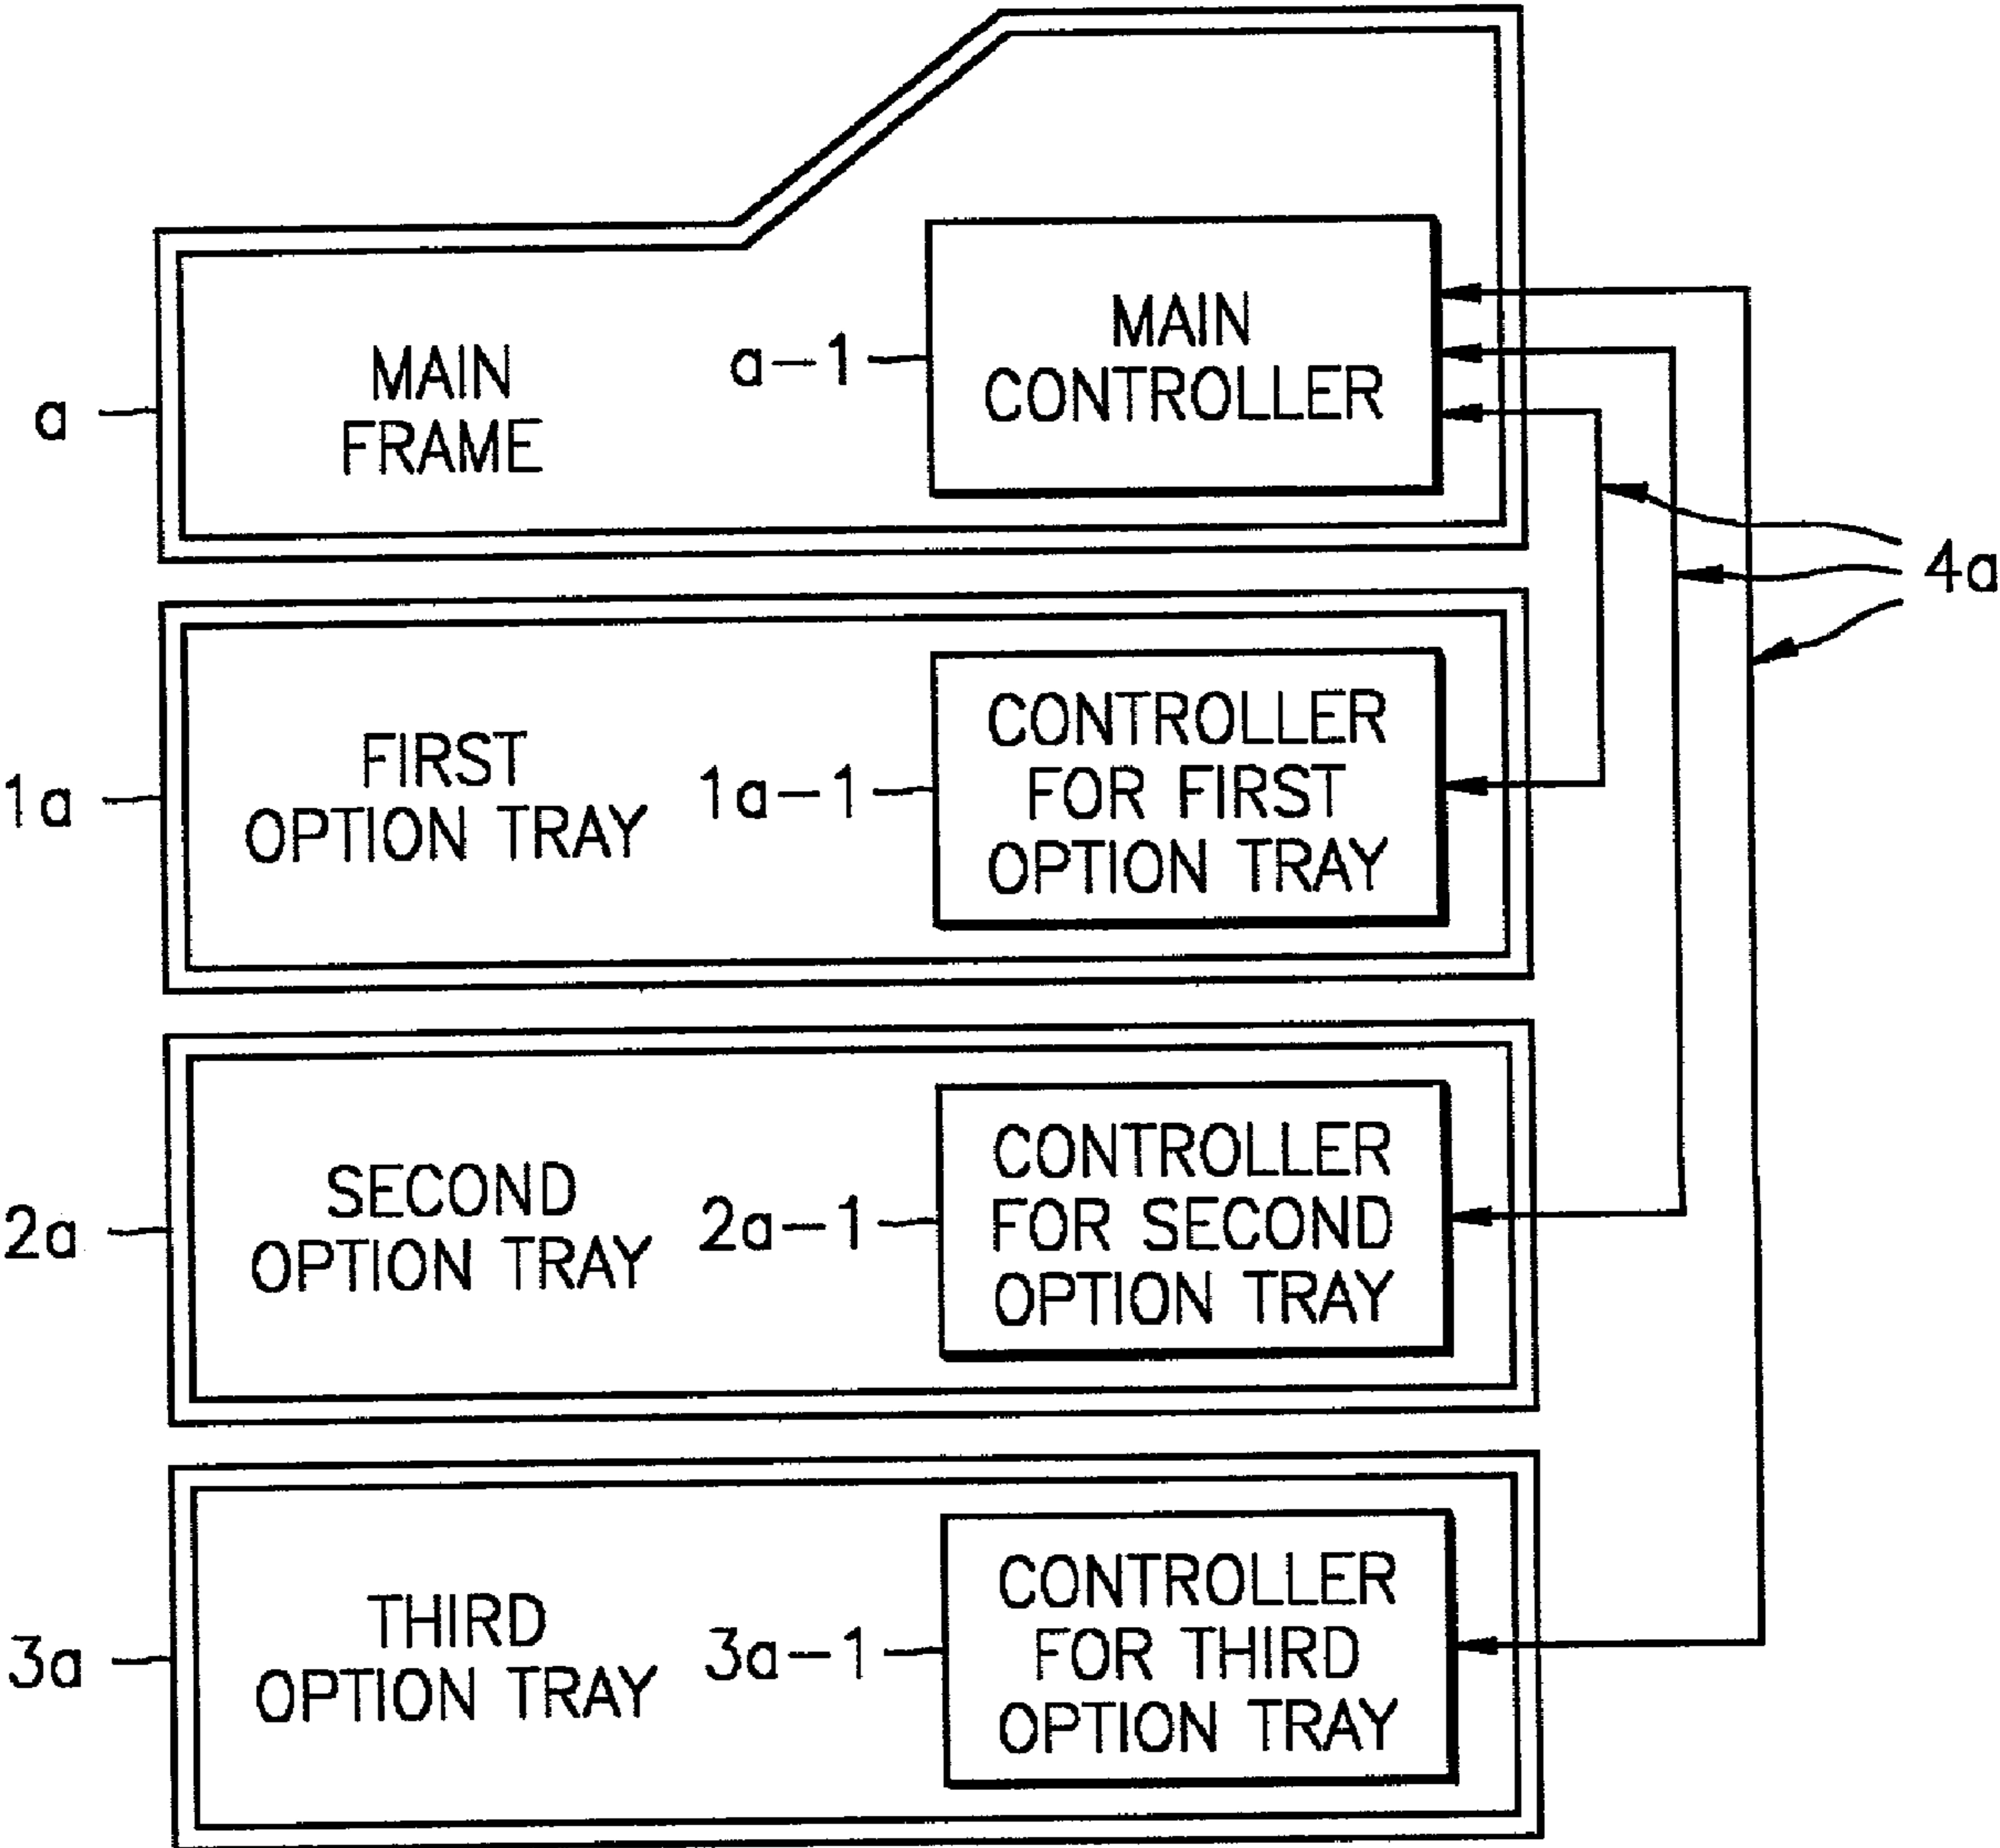 MAIN
FRAME
a
a-1
MAIN
CONTROLLER
4a
1a
FIRST
OPTION TRAY
1a-1
CONTROLLER
FOR FIRST
OPTION TRAY
2a
SECOND
OPTION TRAY
2a-1
CONTROLLER
FOR SECOND
OPTION TRAY
3a
THIRD
OPTION TRAY
3a-1
CONTROLLER
FOR THIRD
OPTION TRAY